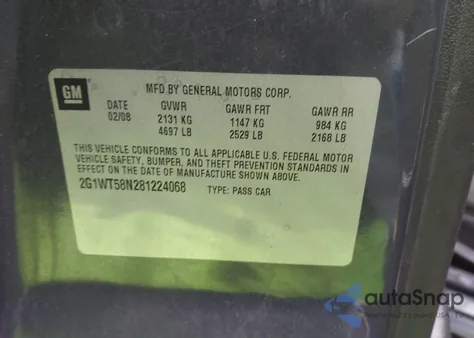 GM
MFD BY GENERAL MOTORS CORP.
DATE GVWR GAWR FRT GAWR RR
02/08 2131 KG 1147 KG 984 KG
4697 LB 2529 LB 2168 LB
THIS VEHICLE CONFORMS TO ALL APPLICABLE U.S. FEDERAL MOTOR
VEHICLE SAFETY, BUMPER, AND THEFT PREVENTION STANDARDS IN
EFFECT ON THE DATE OF MANUFACTURE SHOWN ABOVE.
2G1WT58N281224068 TYPE: PASS CAR
autoSnap